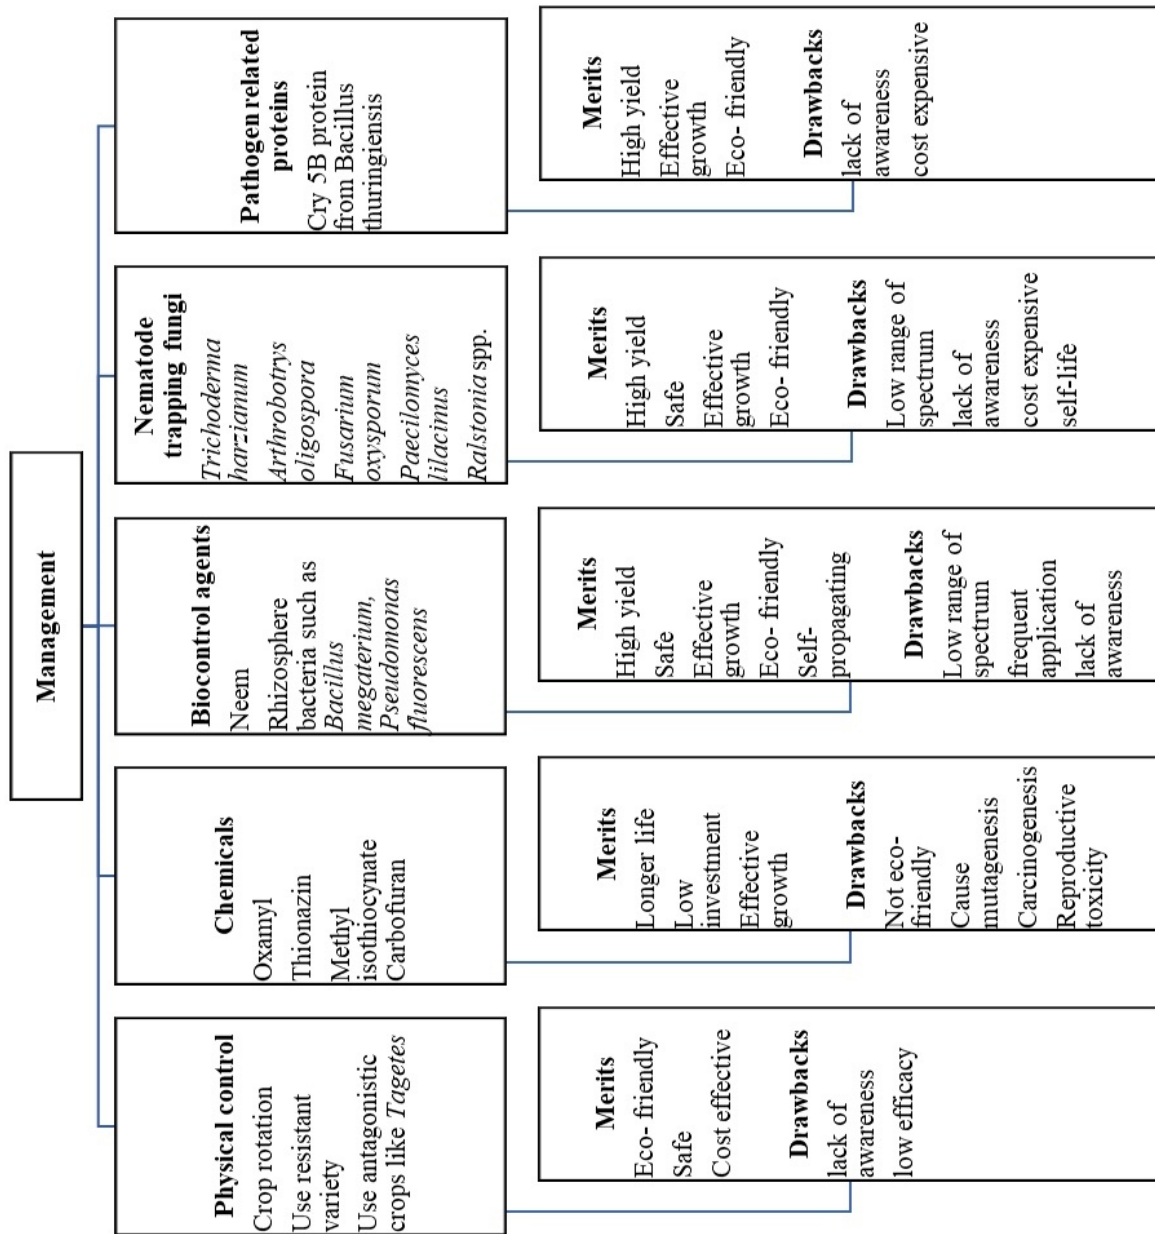 Management
Physical control
Crop rotation
Use resistant
variety
Use antagonistic
crops like Tagetes
Merits
Eco- friendly
Safe
Cost effective
Drawbacks
lack of
awareness
low efficacy
Chemicals
Oxamyl
Thionazin
Methyl
isothiocynate
Carbofuran
Merits
Longer life
Low
investment
Effective
growth
Drawbacks
Not eco-
friendly
Cause
mutagenesis
Carcinogenesis
Reproductive
toxicity
Biocontrol agents
Neem
Rhizosphere
bacteria such as
Bacillus
megaterium,
Pseudomonas
fluorescens
Merits
High yield
Safe
Effective
growth
Eco- friendly
Self-
propagating
Drawbacks
Low range of
spectrum
frequent
application
lack of
awareness
Nematode
trapping fungi
Trichoderma
harzianum
Arthrobotrys
oligospora
Fusarium
oxysporum
Paecilomyces
lilacimus
Ralstonia spp.
Merits
High yield
Safe
Effective
growth
Eco- friendly
Drawbacks
Low range of
spectrum
lack of
awareness
cost expensive
self-life
Pathogen related
proteins
Cry 5B protein
from Bacillus
thuringiensis
Merits
High yield
Effective
growth
Eco- friendly
Drawbacks
lack of
awareness
cost expensive